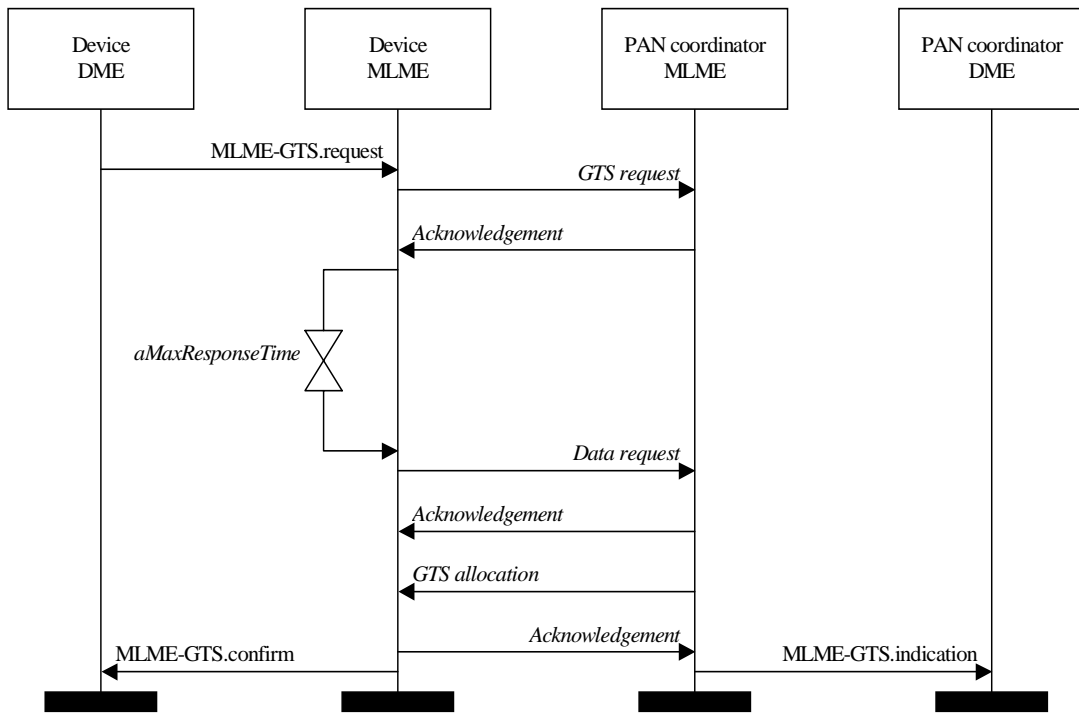 Device
DME
Device
MLME
PAN coordinator
MLME
PAN coordinator
DME
MLME-GTS.request
GTS request
Acknowledgement
aMaxResponseTime
Data request
Acknowledgement
GTS allocation
Acknowledgement
MLME-GTS.confirm
MLME-GTS.indication